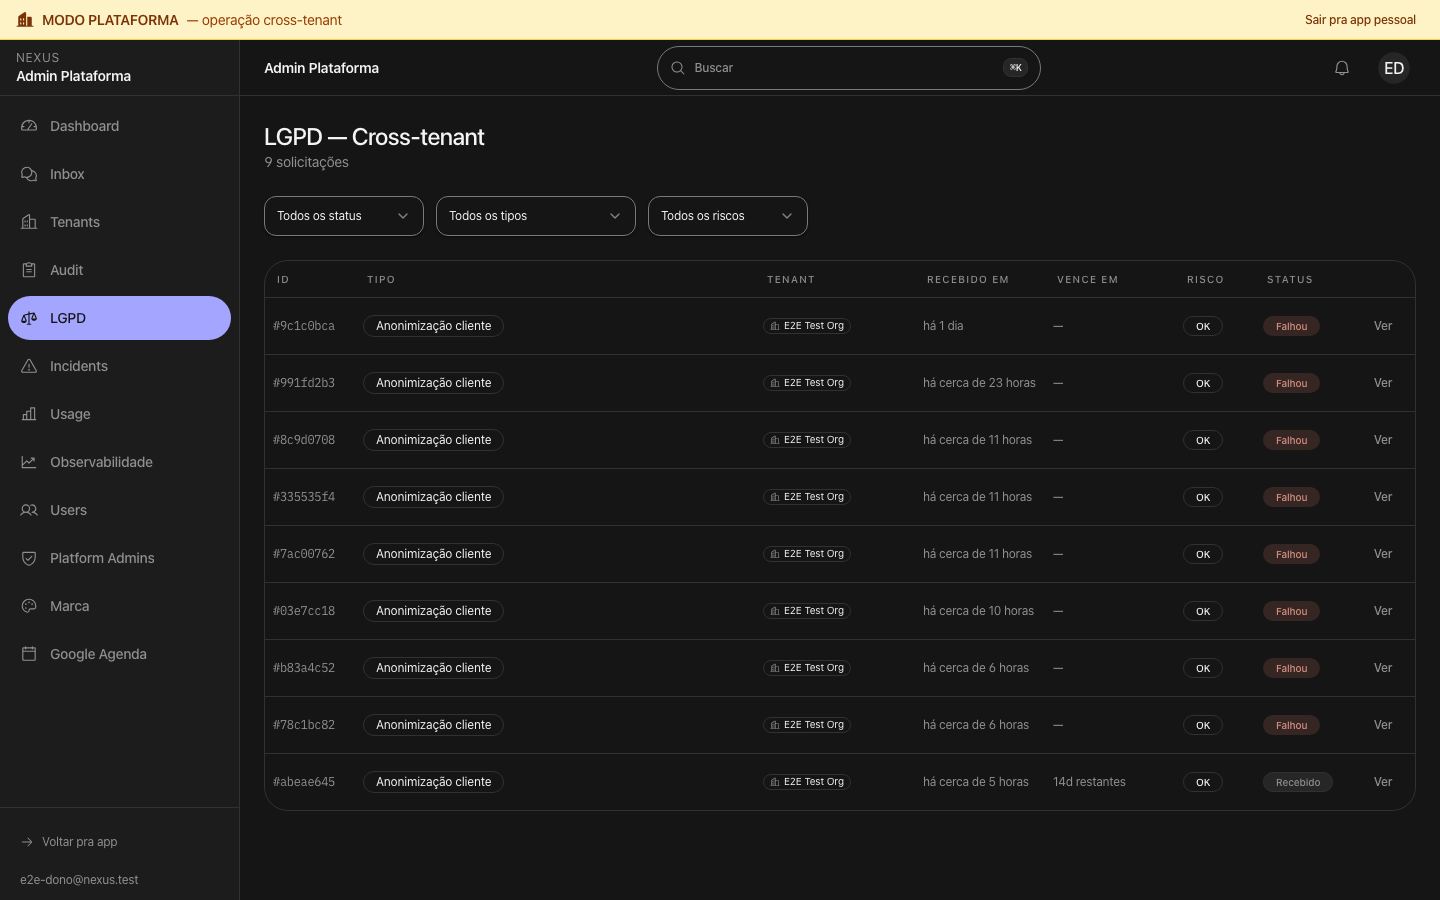 MODO PLATAFORMA — operação cross-tenant
Sair pra app pessoal
NEXUS
Admin Plataforma
Admin Plataforma
Buscar
⌘K
ED
Dashboard
Inbox
Tenants
Audit
LGPD
Incidents
Usage
Observabilidade
Users
Platform Admins
Marca
Google Agenda
Voltar pra app
e2e-dono@nexus.test
LGPD — Cross-tenant
9 solicitações
Todos os status
Todos os tipos
Todos os riscos
ID TIPO TENANT RECEBIDO EM VENCE EM RISCO STATUS
#9c1c0bca Anonimização cliente E2E Test Org há 1 dia — OK Falhou Ver
#991fd2b3 Anonimização cliente E2E Test Org há cerca de 23 horas — OK Falhou Ver
#8c9d0708 Anonimização cliente E2E Test Org há cerca de 11 horas — OK Falhou Ver
#335535f4 Anonimização cliente E2E Test Org há cerca de 11 horas — OK Falhou Ver
#7ac00762 Anonimização cliente E2E Test Org há cerca de 11 horas — OK Falhou Ver
#03e7cc18 Anonimização cliente E2E Test Org há cerca de 10 horas — OK Falhou Ver
#b83a4c52 Anonimização cliente E2E Test Org há cerca de 6 horas — OK Falhou Ver
#78c1bc82 Anonimização cliente E2E Test Org há cerca de 6 horas — OK Falhou Ver
#abeae645 Anonimização cliente E2E Test Org há cerca de 5 horas 14d restantes OK Recebido Ver